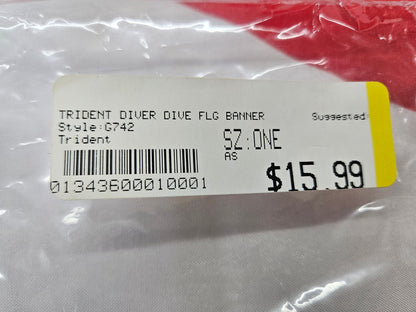 TRIDENT DIVER DIVE FLG BANNER Suggested:
Style:G742
Trident
SZ:ONE
AS
01343600010001
$15.99